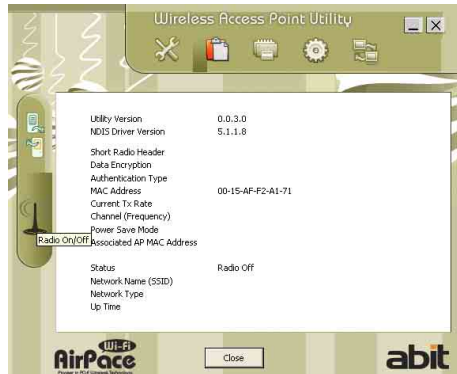 Wireless Access Point Utility
Utility Version 0.0.3.0
NDIS Driver Version 5.1.1.8
Short Radio Header
Data Encryption
Authentication Type
MAC Address 00-15-AF-F2-A1-71
Current Tx Rate
Channel (Frequency)
Power Save Mode
Radio On/Off
Associated AP MAC Address
Status Radio Off
Network Name (SSID)
Network Type
Up Time
Wi-Fi
AirPace
Close
abit